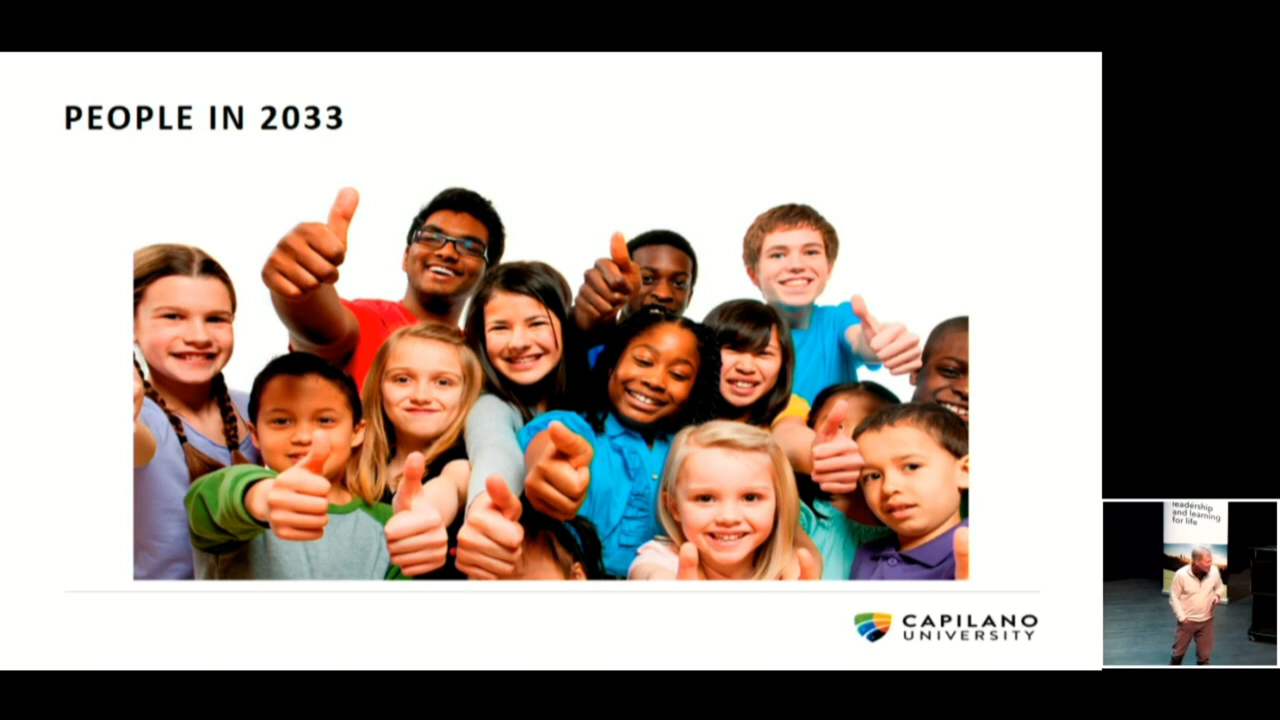 PEOPLE IN 2033
CAPILANO
UNIVERSITY
leadership
and learning
for life